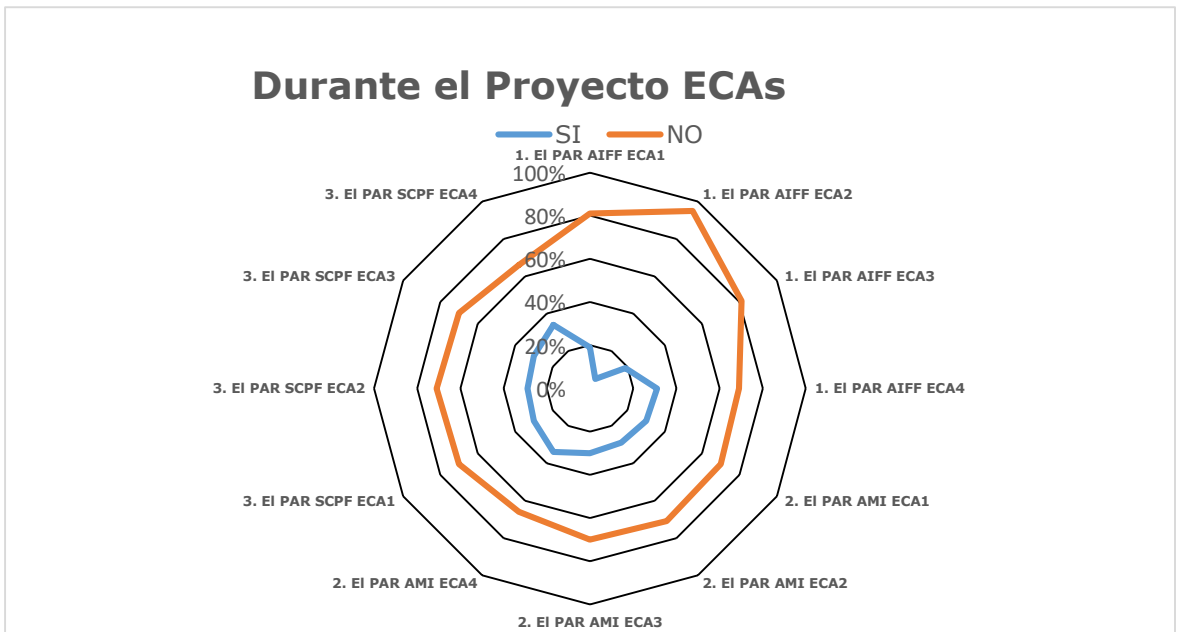 Durante el Proyecto ECAs
SI NO
1. El PAR AIFF ECA1
1. El PAR AIFF ECA2
1. El PAR AIFF ECA3
1. El PAR AIFF ECA4
2. El PAR AMI ECA1
2. El PAR AMI ECA2
2. El PAR AMI ECA3
2. El PAR AMI ECA4
3. El PAR SCPF ECA1
3. El PAR SCPF ECA2
3. El PAR SCPF ECA3
3. El PAR SCPF ECA4
100%
80%
60%
40%
20%
0%